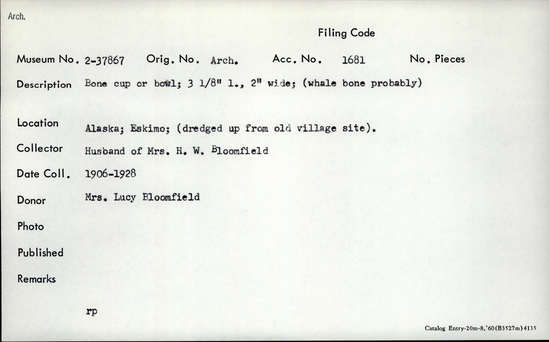 Arch.
Filing Code
Museum No. 2-37867 Orig. No. Arch. Acc. No. 1681 No. Pieces
Description Bone cup or bowl; 3 1/8" l., 2" wide; (whale bone probably)
Location Alaska; Eskimo; (dredged up from old village site).
Collector Husband of Mrs. H. W. Bloomfield
Date Coll. 1906-1928
Donor Mrs. Lucy Bloomfield
Photo
Published
Remarks
rp
Catalog Entry-20m-8,'60(B3527m)4135